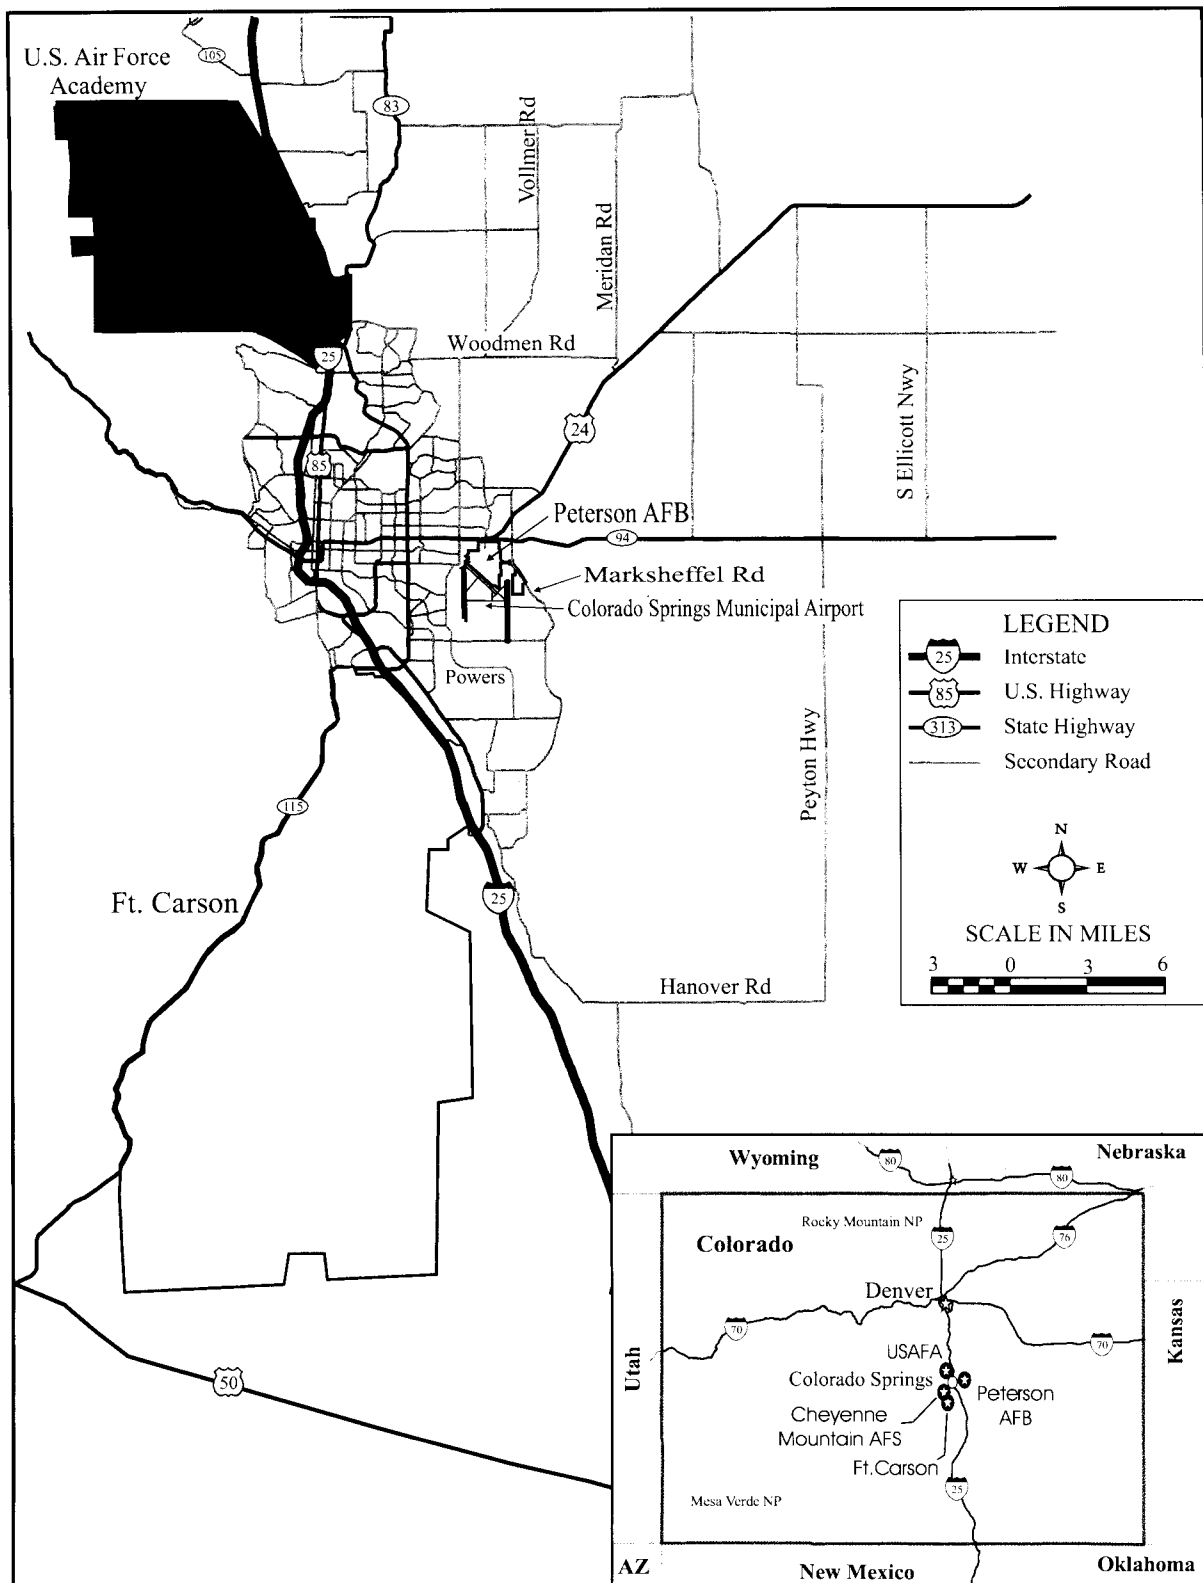 105
U.S. Air Force
Academy
83
Vollmer Rd
Meridan Rd
Woodmen Rd
25
24
S Ellicott Nwy
85
Peterson AFB
94
Marksheffel Rd
Colorado Springs Municipal Airport
Powers
Peyton Hwy
115
Ft. Carson
25
Hanover Rd
50
LEGEND
25 Interstate
85 U.S. Highway
313 State Highway
Secondary Road
N
W E
S
SCALE IN MILES
3 0 3 6
Wyoming
80
80
Nebraska
Rocky Mountain NP
25
76
Colorado
Denver
70
70
Utah
Kansas
USAFA
Colorado Springs
Peterson
AFB
Cheyenne
Mountain AFS
Ft. Carson
25
Mesa Verde NP
AZ
New Mexico
Oklahoma